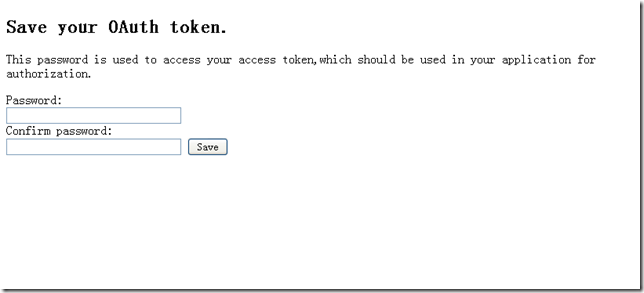 Save your OAuth token.
This password is used to access your access token,which should be used in your application for
authorization.
Password:
Confirm password:
Save